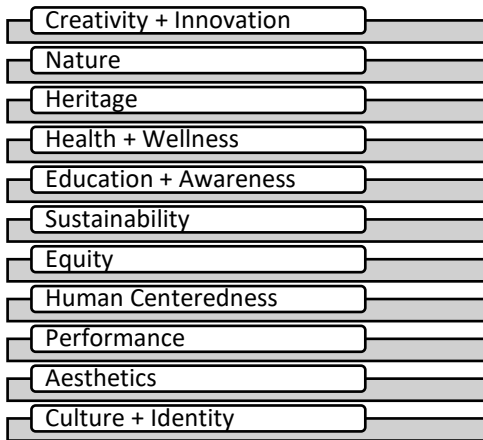 Creativity + Innovation
Nature
Heritage
Health + Wellness
Education + Awareness
Sustainability
Equity
Human Centeredness
Performance
Aesthetics
Culture + Identity